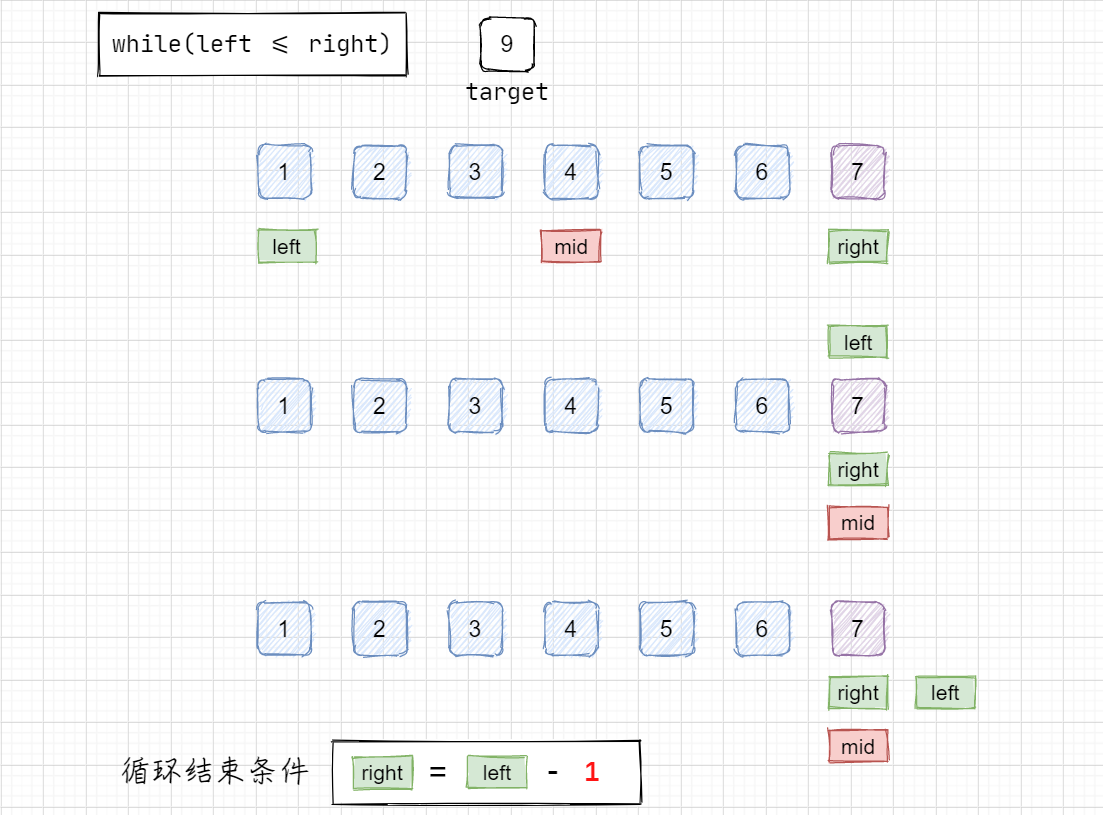 while(left ≤ right)
9
target
1 2 3 4 5 6 7
left mid right
left
1 2 3 4 5 6 7
right
mid
1 2 3 4 5 6 7
right left
mid
循环结束条件 right = left - 1